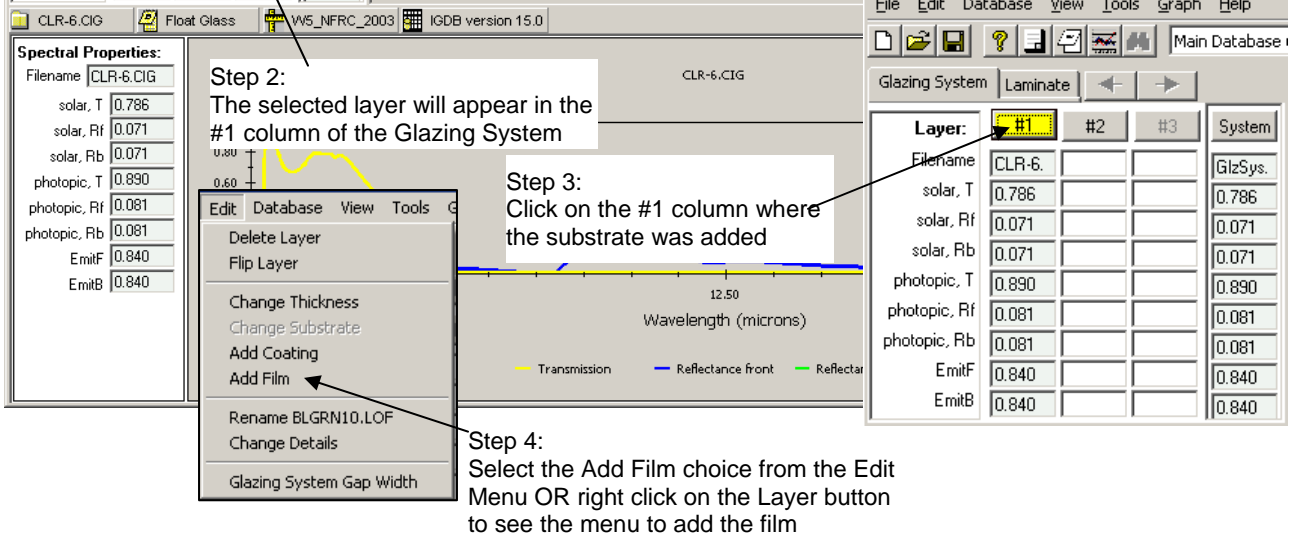 CLR-6.CIG Float Glass W5_NFRC_2003 IGDB version 15.0
Spectral Properties:
Filename CLR-6.CIG
solar, T 0.786
solar, Rf 0.071
solar, Rb 0.071
photopic, T 0.890
photopic, Rf 0.081
photopic, Rb 0.081
EmitF 0.840
EmitB 0.840
Step 2:
The selected layer will appear in the
#1 column of the Glazing System
CLR-6.CIG
0.80
0.60
Edit Database View Tools G
Delete Layer
Flip Layer
Change Thickness
Change Substrate
Add Coating
Add Film
Rename BLGRN10.LOF
Change Details
Glazing System Gap Width
Step 3:
Click on the #1 column where
the substrate was added
12.50
Wavelength (microns)
Transmission Reflectance front Reflectar
Step 4:
Select the Add Film choice from the Edit
Menu OR right click on the Layer button
to see the menu to add the film
File Edit Database View Tools Graph Help
Main Database
Glazing System Laminate
Layer: #1 #2 #3 System
Filename CLR-6. GlzSys.
solar, T 0.786 0.786
solar, Rf 0.071 0.071
solar, Rb 0.071 0.071
photopic, T 0.890 0.890
photopic, Rf 0.081 0.081
photopic, Rb 0.081 0.081
EmitF 0.840 0.840
EmitB 0.840 0.840